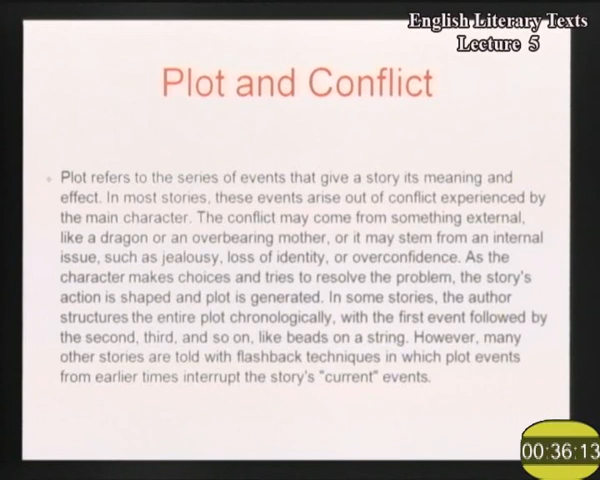 English Literary Texts
Lecture 5
Plot and Conflict
Plot refers to the series of events that give a story its meaning and
effect. In most stories, these events arise out of conflict experienced by
the main character. The conflict may come from something external,
like a dragon or an overbearing mother, or it may stem from an internal
issue, such as jealousy, loss of identity, or overconfidence. As the
character makes choices and tries to resolve the problem, the story's
action is shaped and plot is generated. In some stories, the author
structures the entire plot chronologically, with the first event followed by
the second, third, and so on, like beads on a string. However, many
other stories are told with flashback techniques in which plot events
from earlier times interrupt the story's "current" events.
00:36:13